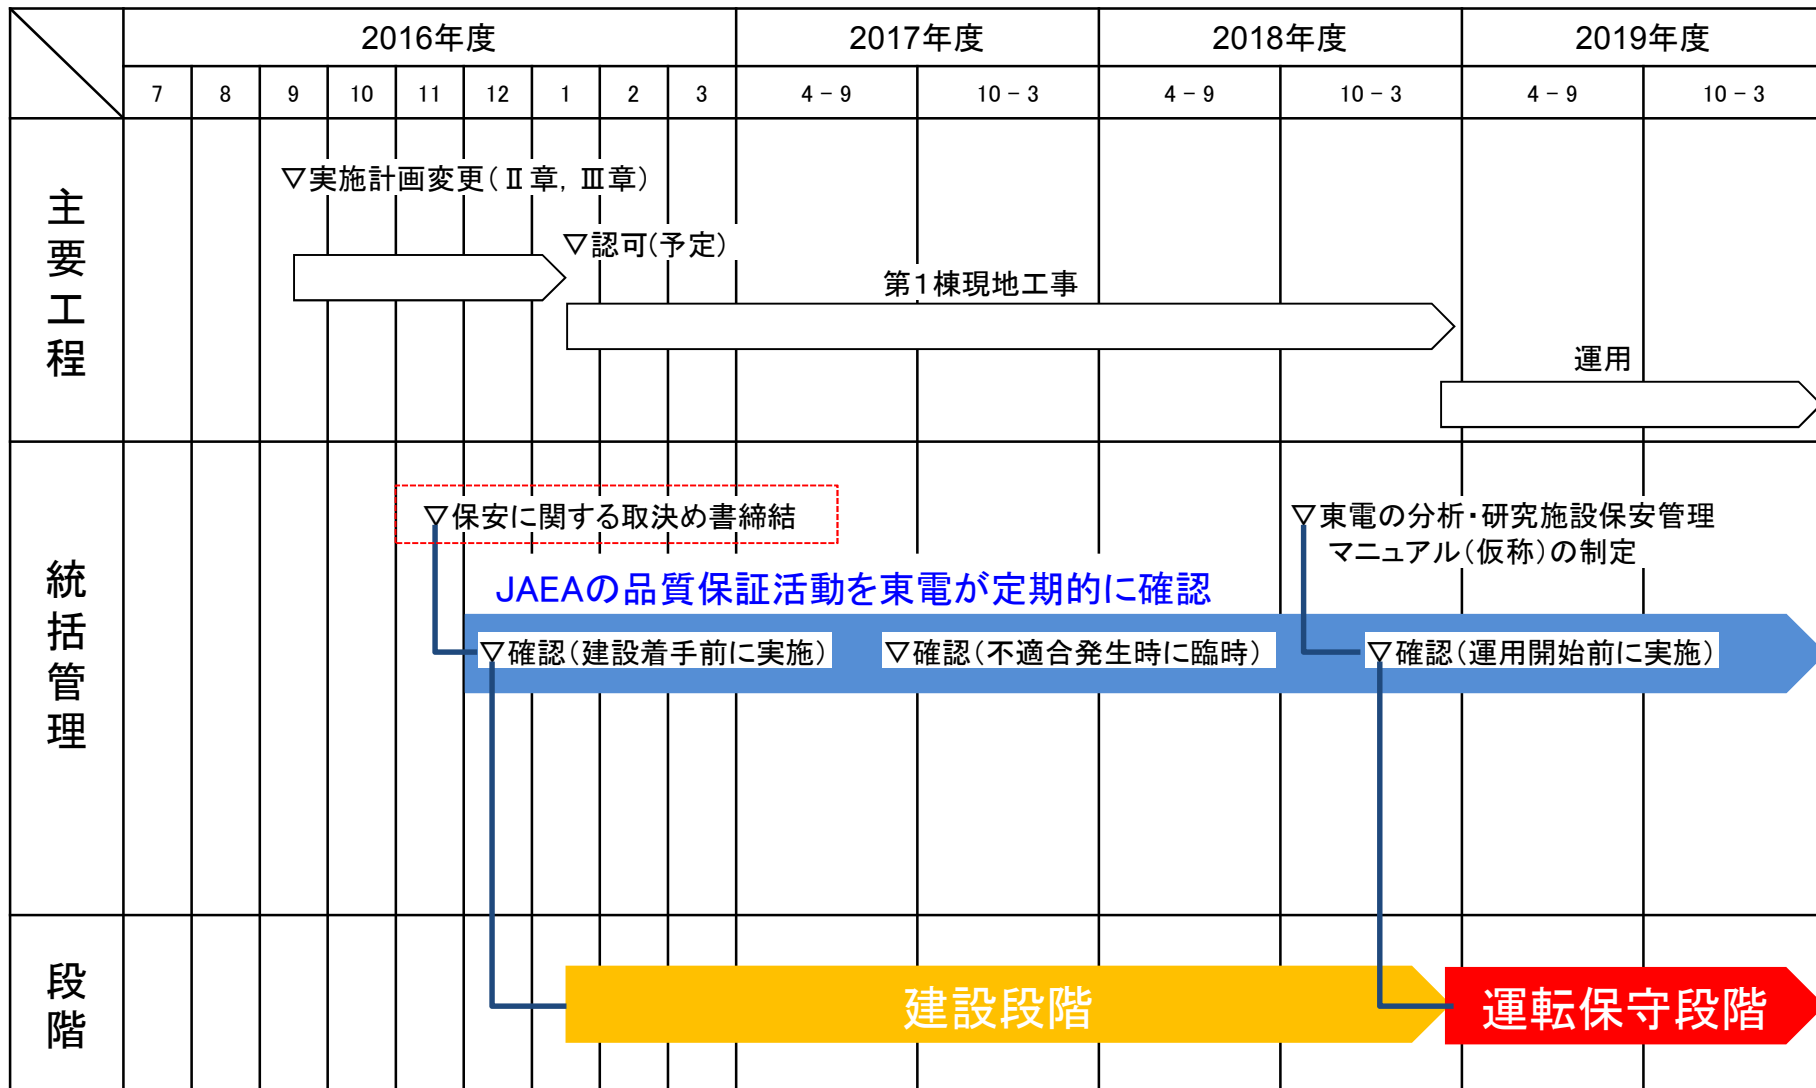 2016年度
2017年度
2018年度
2019年度
7
8
9
10
11
12
1
2
3
4 – 9
10 – 3
4 – 9
10 – 3
4 – 9
10 – 3
主要工程
▽実施計画変更(Ⅱ章, Ⅲ章)
▽認可(予定)
第1棟現地工事
運用
統括管理
▽保安に関する取決め書締結
▽東電の分析・研究施設保安管理
マニュアル(仮称)の制定
JAEAの品質保証活動を東電が定期的に確認
▽確認(建設着手前に実施)
▽確認(不適合発生時に臨時)
▽確認(運用開始前に実施)
段階
建設段階
運転保守段階